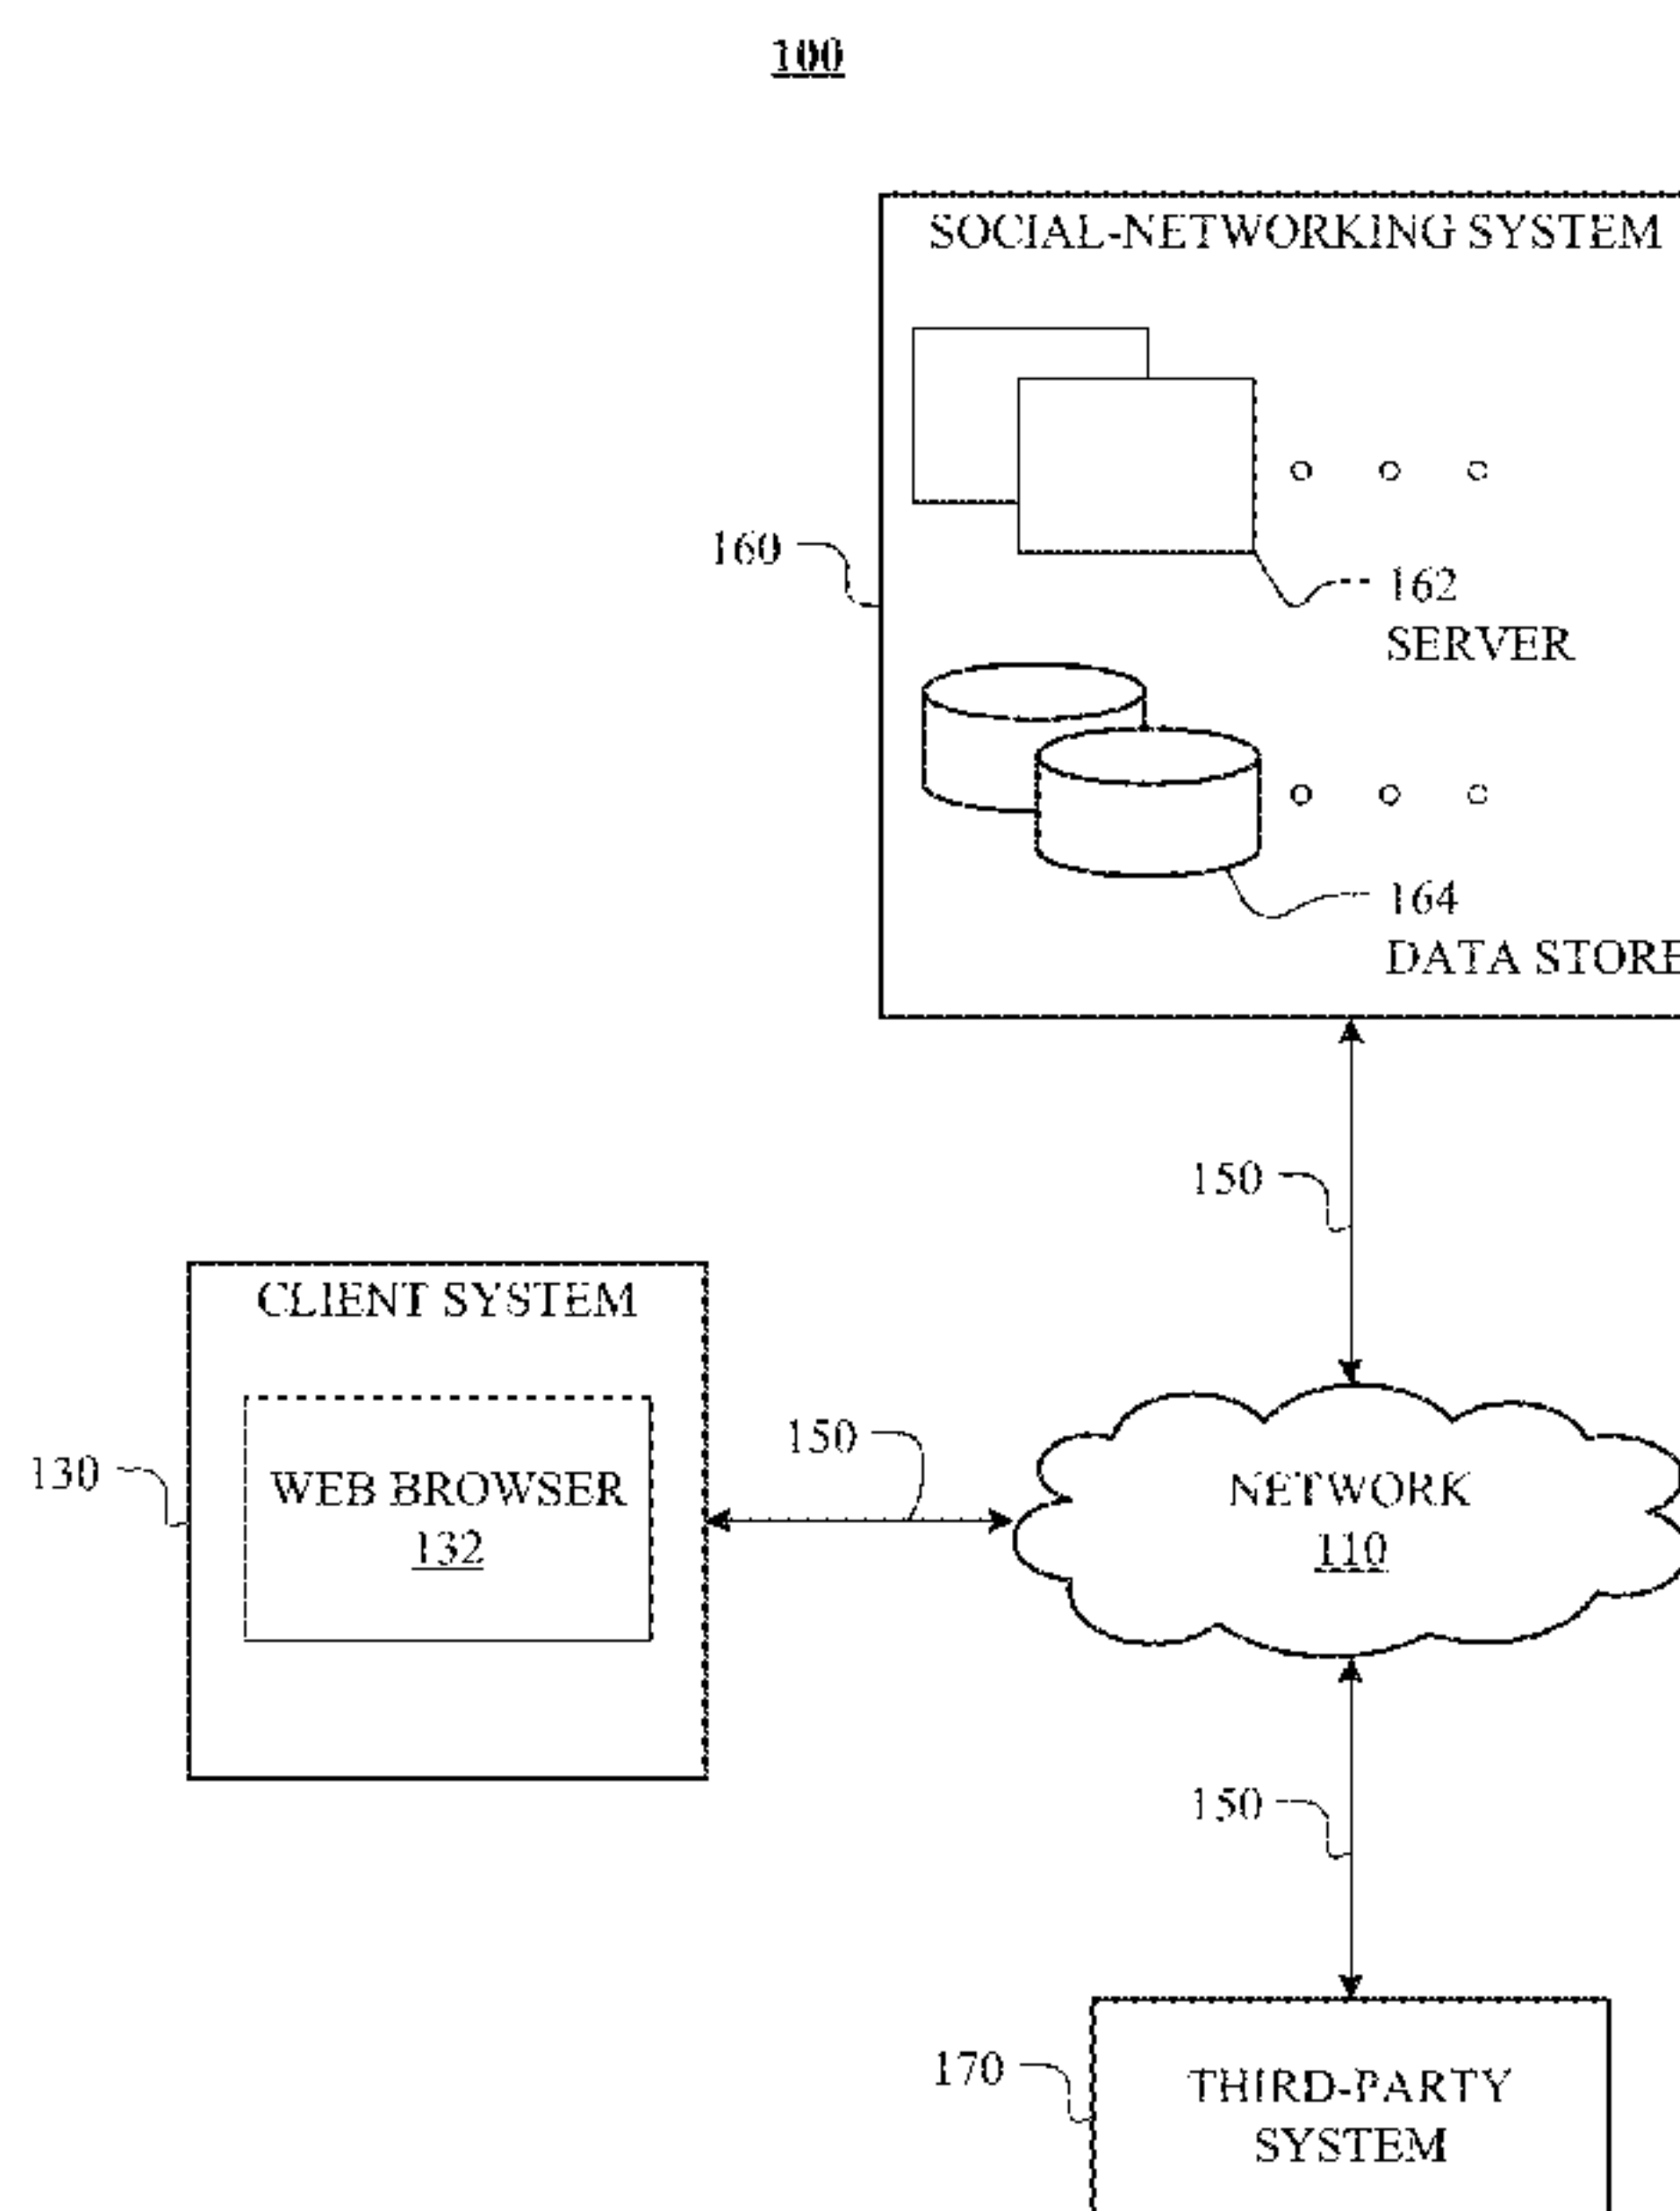 100
SOCIAL-NETWORKING SYSTEM
160
162
SERVER
164
DATA STORE
150
CLIENT SYSTEM
150
130
WEB BROWSER
132
NETWORK
110
150
170
THIRD-PARTY
SYSTEM